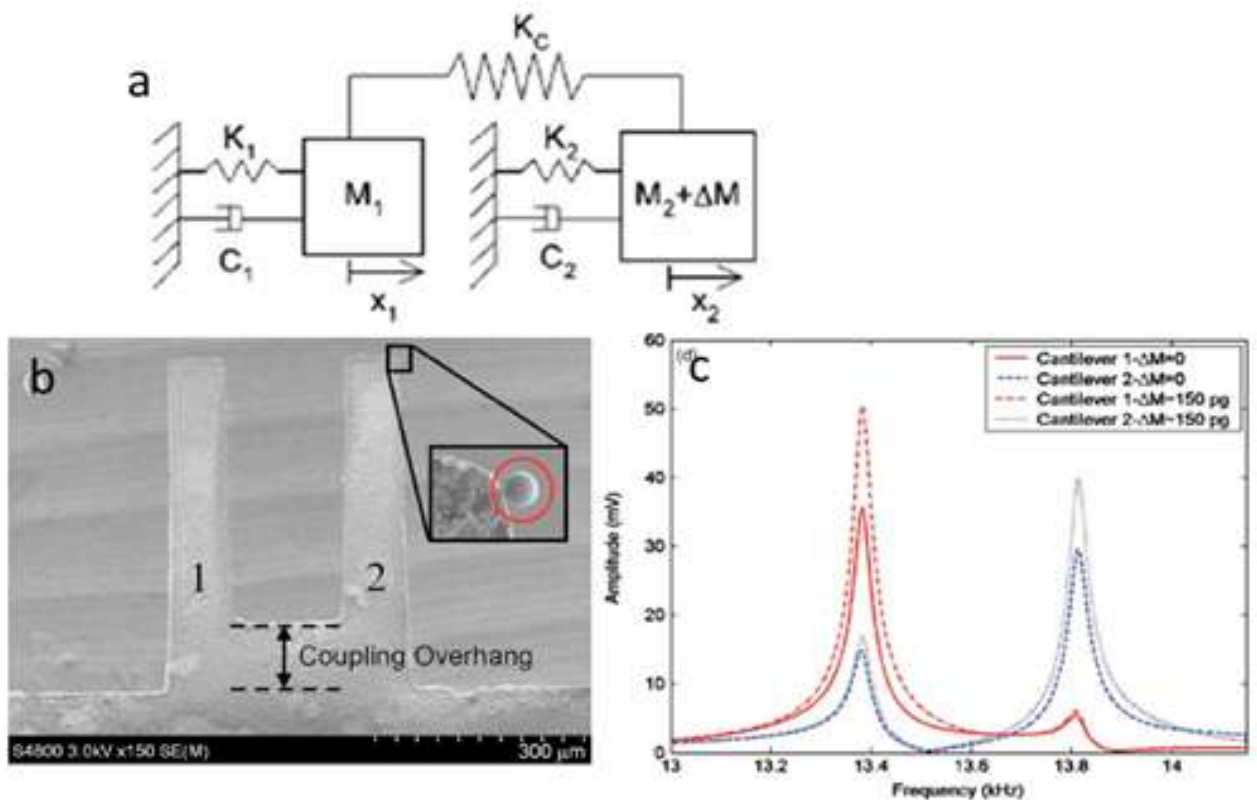 a
K_C
K_1
M_1
C_1
x_1
K_2
M_2+ΔM
C_2
x_2
b
1
2
Coupling Overhang
S4800 3.0kV x150 SE(M)
300 μm
(d)
c
Cantilever 1-ΔM=0
Cantilever 2-ΔM=0
Cantilever 1-ΔM~150 pg
Cantilever 2-ΔM~150 pg
60
50
40
30
20
10
0
Amplitude (mV)
13 13.2 13.4 13.6 13.8 14
Frequency (kHz)